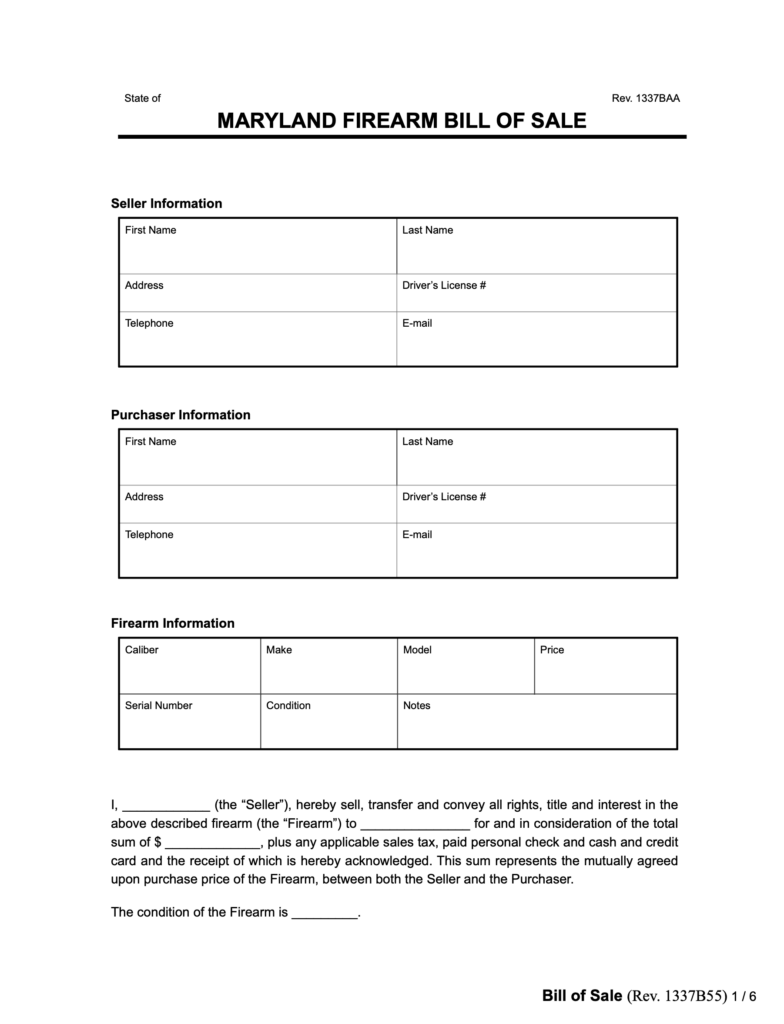 State of
Rev. 1337BAA
MARYLAND FIREARM BILL OF SALE
Seller Information
First Name
Last Name
Address
Driver’s License #
Telephone
E-mail
Purchaser Information
First Name
Last Name
Address
Driver’s License #
Telephone
E-mail
Firearm Information
Caliber
Make
Model
Price
Serial Number
Condition
Notes
I, ____________ (the “Seller”), hereby sell, transfer and convey all rights, title and interest in the
above described firearm (the “Firearm”) to _______________ for and in consideration of the total
sum of $ _____________, plus any applicable sales tax, paid personal check and cash and credit
card and the receipt of which is hereby acknowledged. This sum represents the mutually agreed
upon purchase price of the Firearm, between both the Seller and the Purchaser.
The condition of the Firearm is _________.
Bill of Sale (Rev. 1337B55) 1 / 6